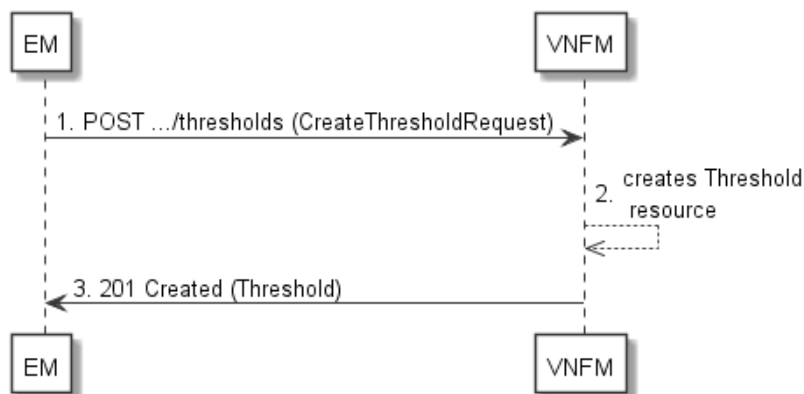 EM
VNFM
1. POST .../thresholds (CreateThresholdRequest)
2. creates Threshold
resource
3. 201 Created (Threshold)
EM
VNFM